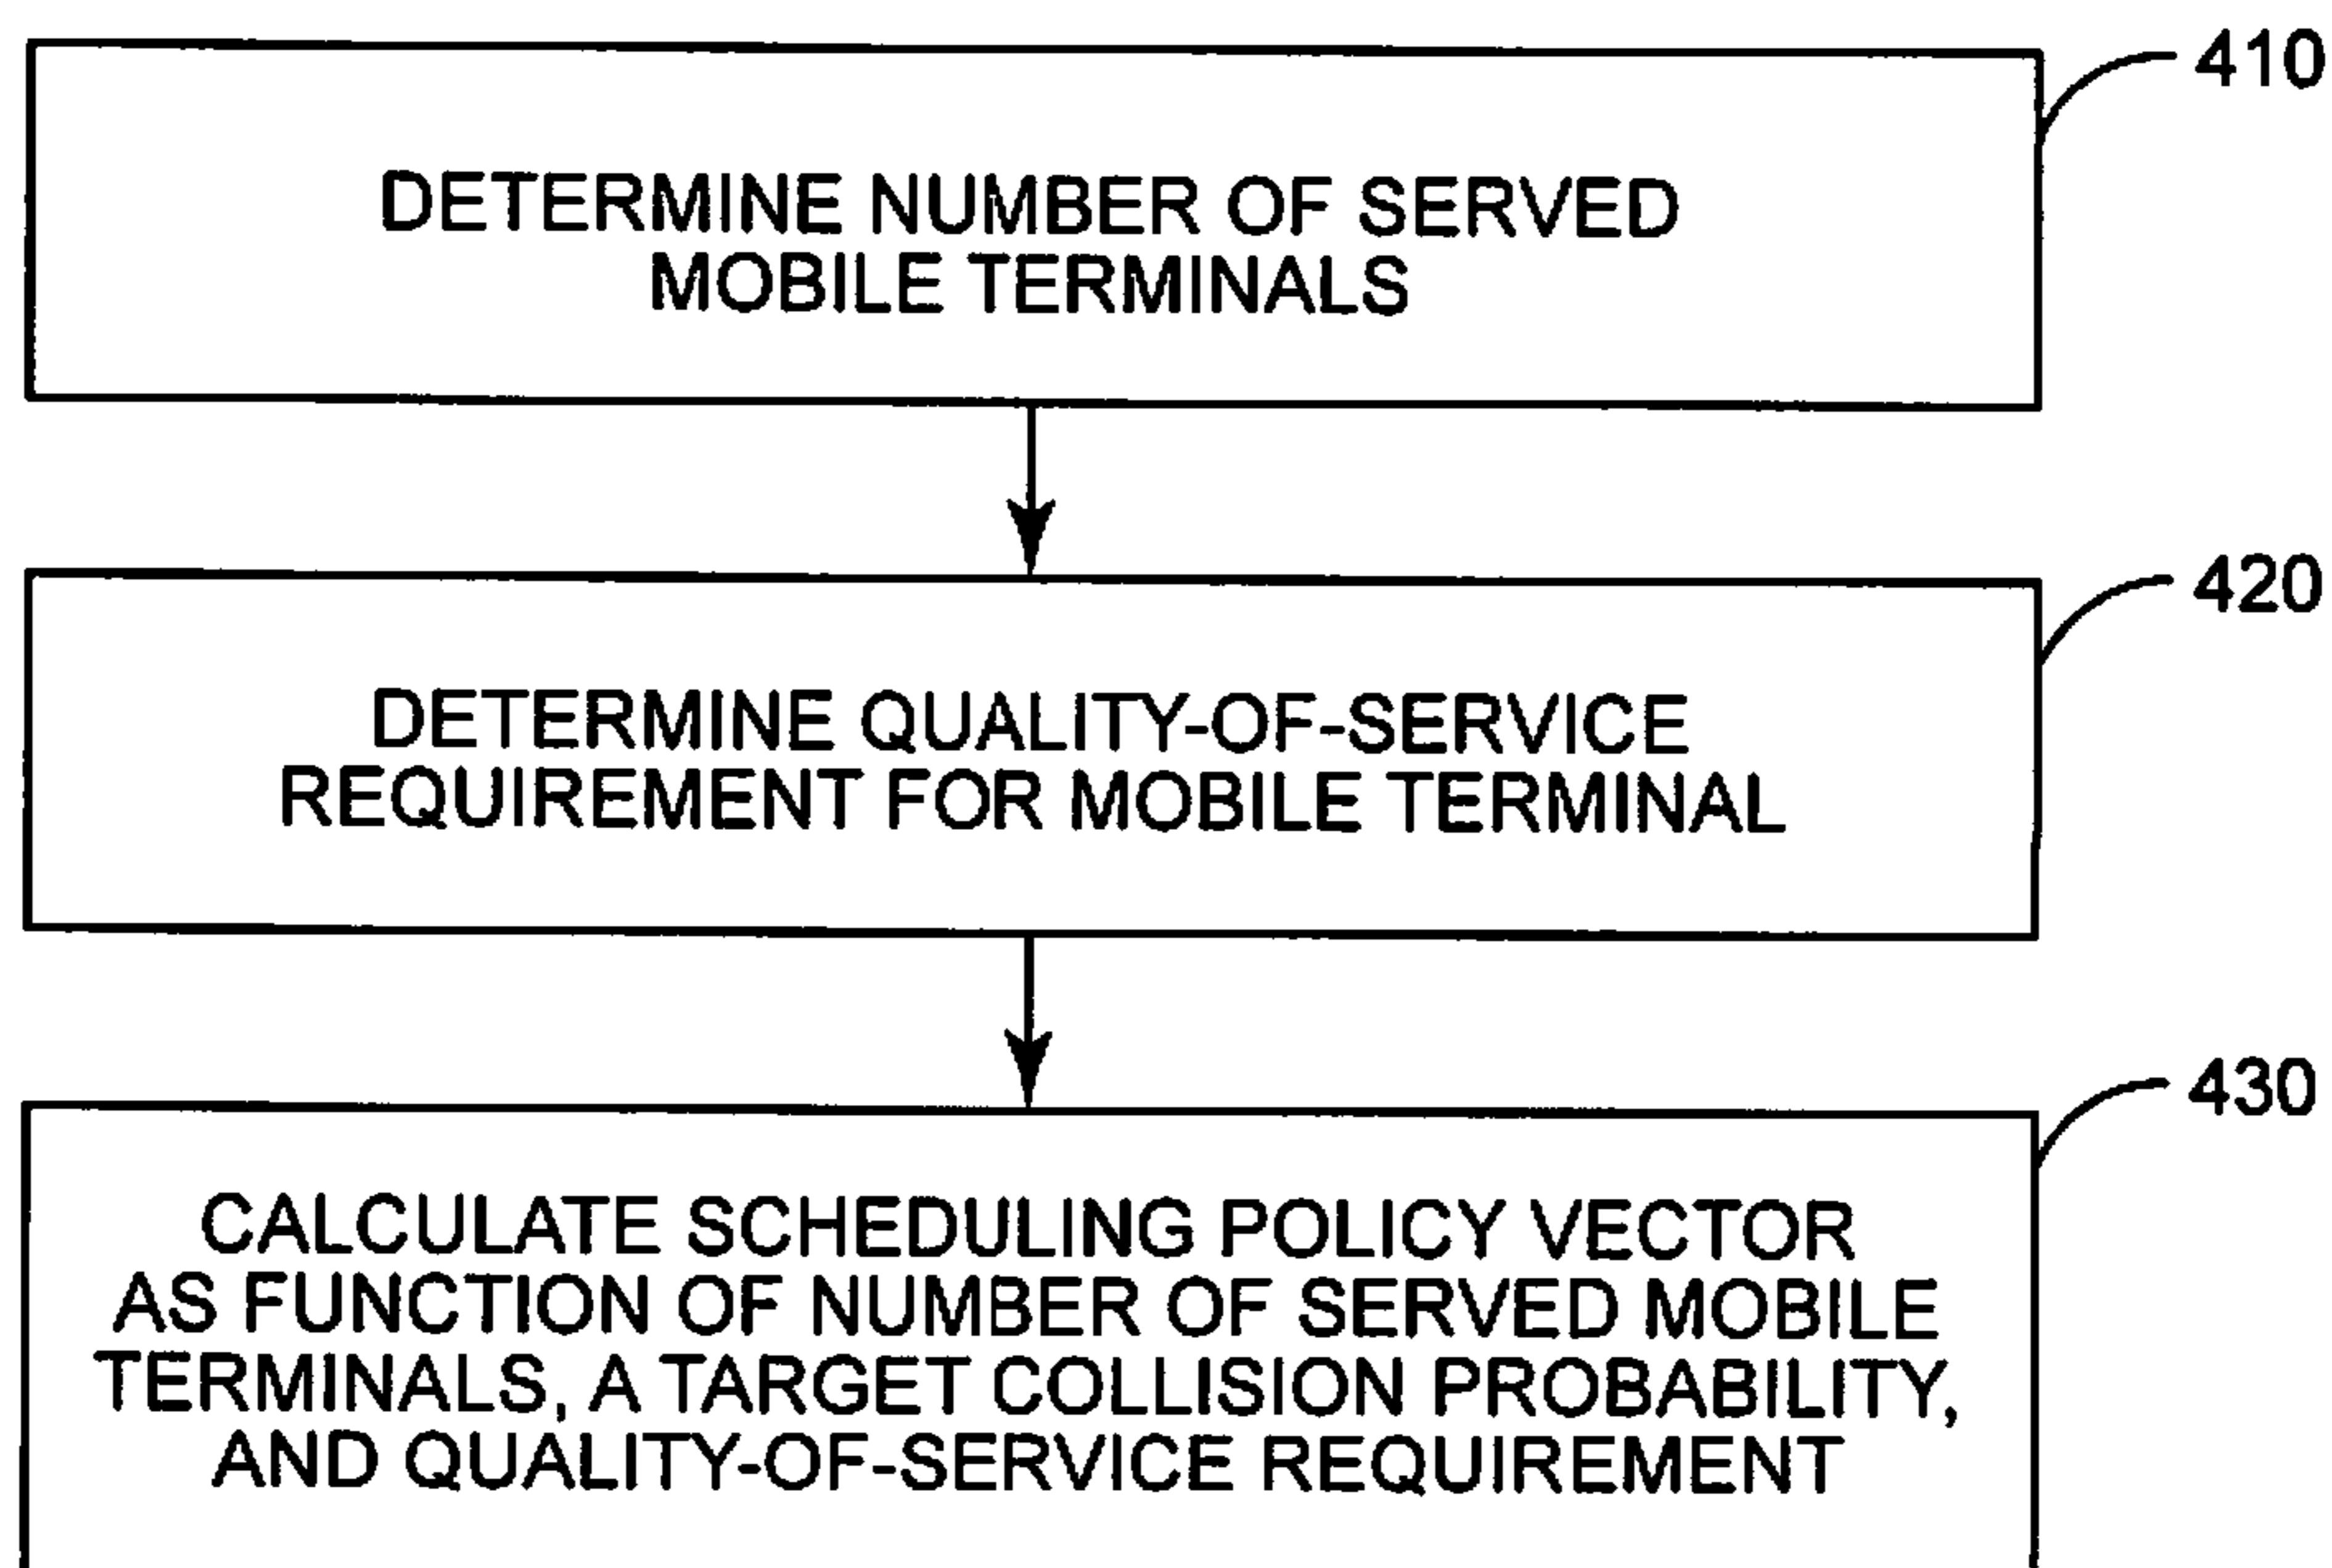 410
DETERMINE NUMBER OF SERVED
MOBILE TERMINALS
420
DETERMINE QUALITY-OF-SERVICE
REQUIREMENT FOR MOBILE TERMINAL
430
CALCULATE SCHEDULING POLICY VECTOR
AS FUNCTION OF NUMBER OF SERVED MOBILE
TERMINALS, A TARGET COLLISION PROBABILITY,
AND QUALITY-OF-SERVICE REQUIREMENT